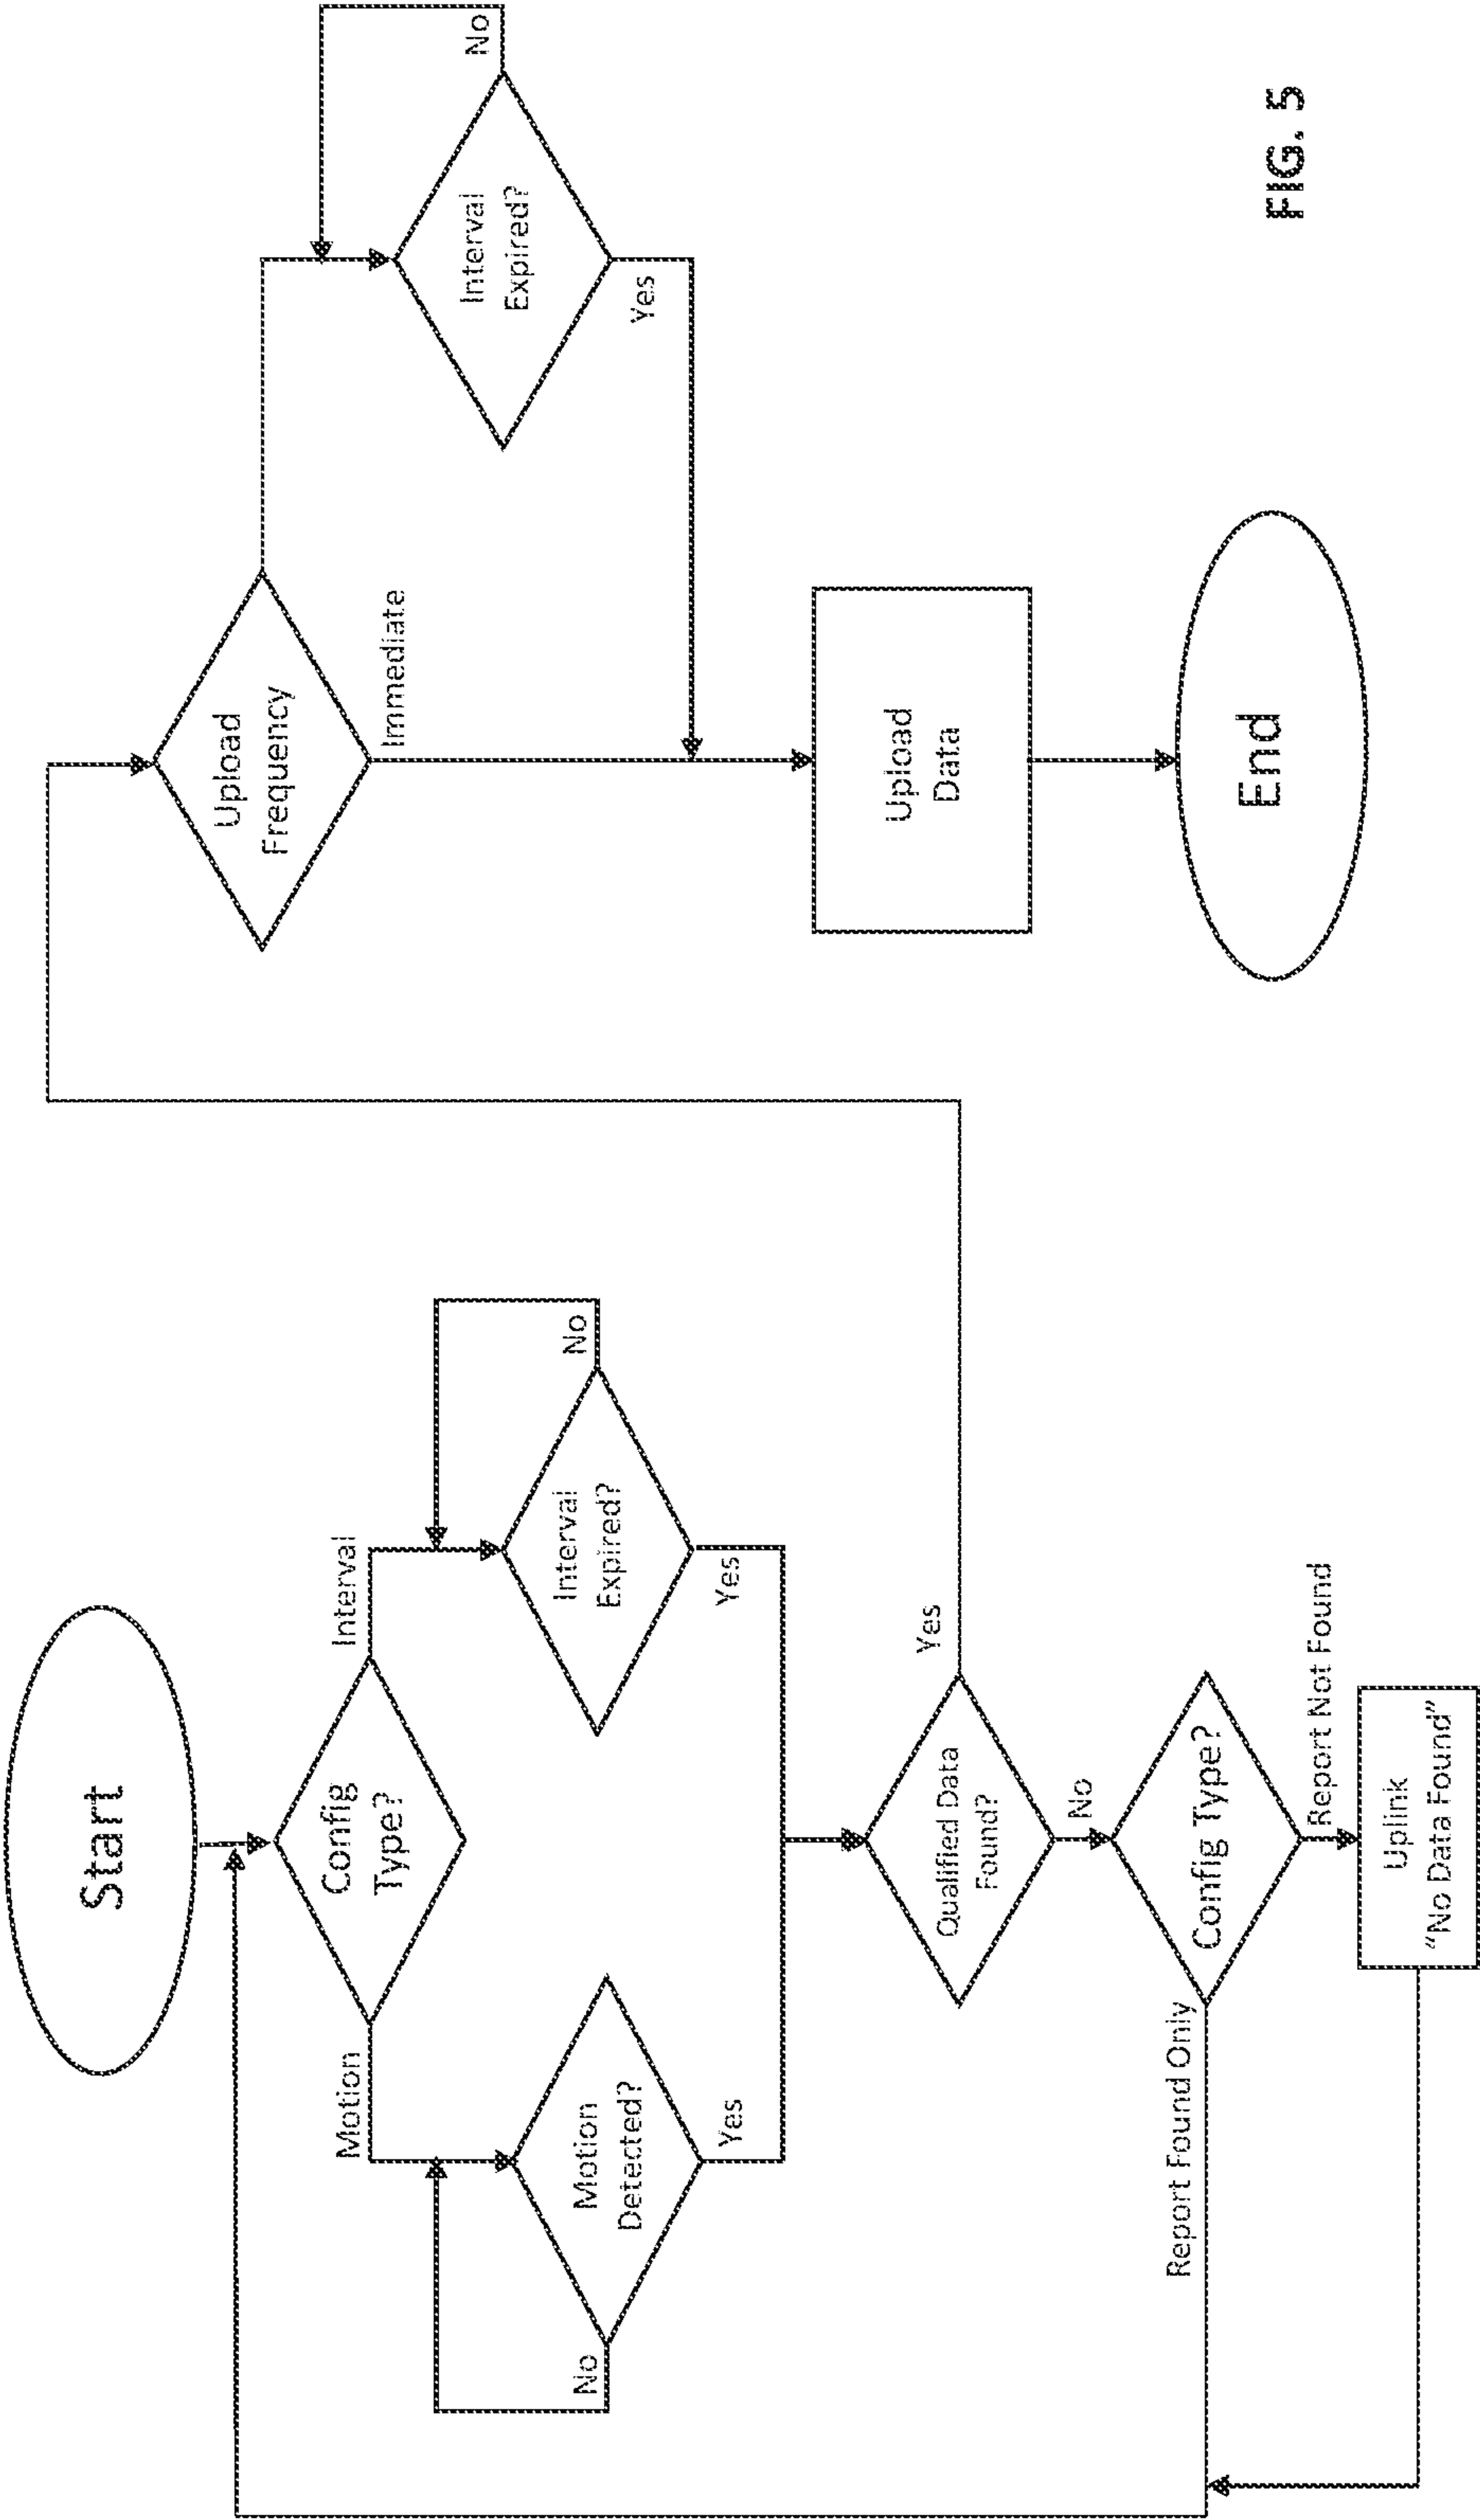 Start
Config
Type?
Motion
Interval
Motion
Detected?
No
Yes
Interval
Expired?
No
Yes
Qualified Data
Found?
Yes
No
Config Type?
Report Found Only
Report Not Found
Uplink
“No Data Found”
Upload
Frequency
Immediate
Interval
Expired?
No
Yes
Upload
Data
End
FIG. 5